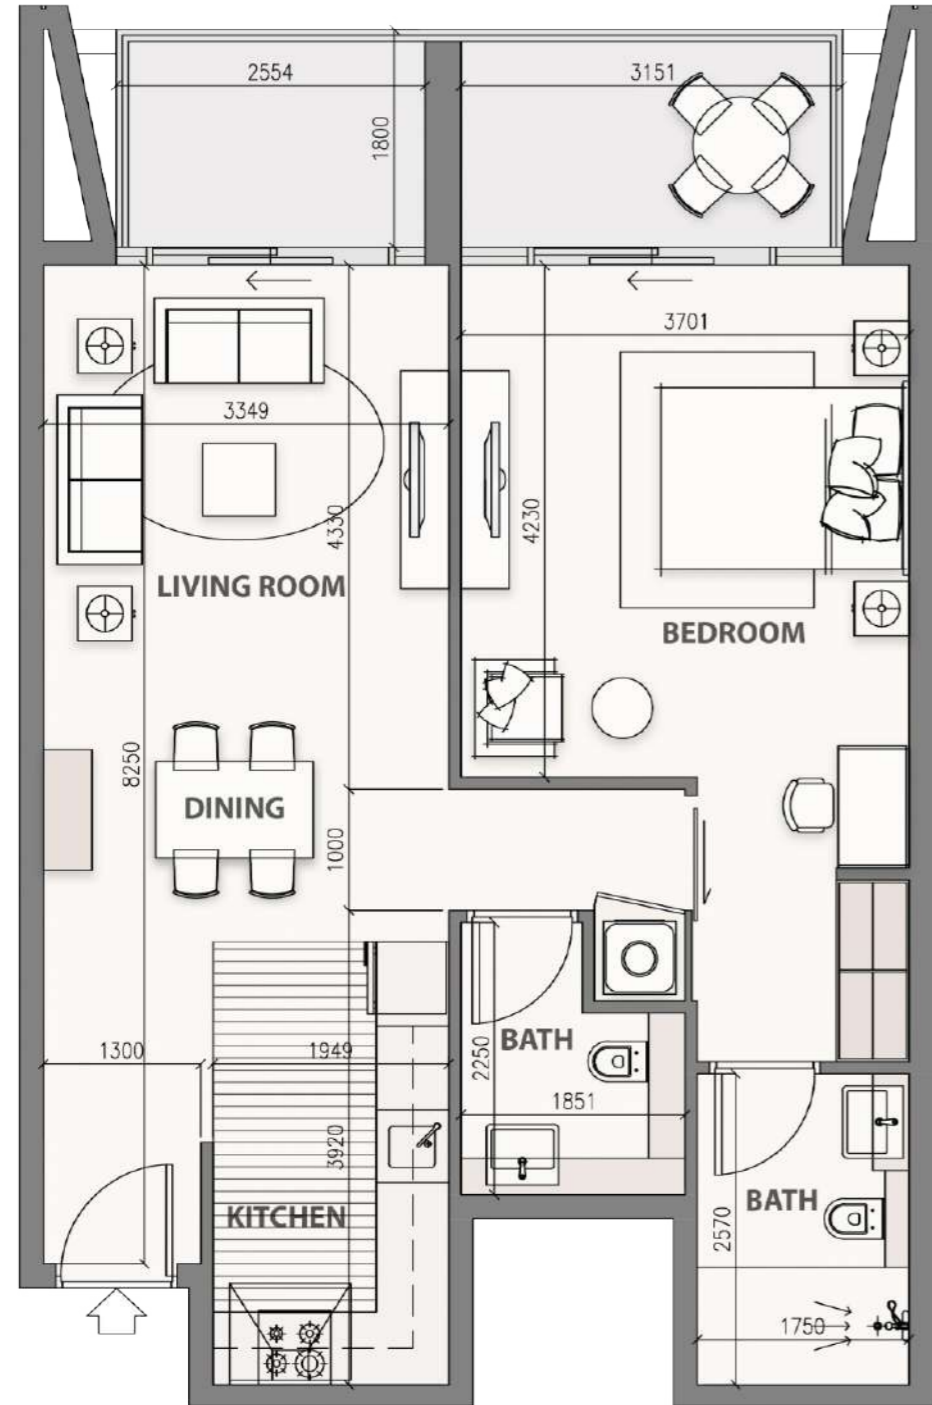 2554
3151
1800
3701
3349
4330
4230
LIVING ROOM
BEDROOM
8250
DINING
1000
1300
1949
2250
BATH
1851
3920
KITCHEN
BATH
2570
1750